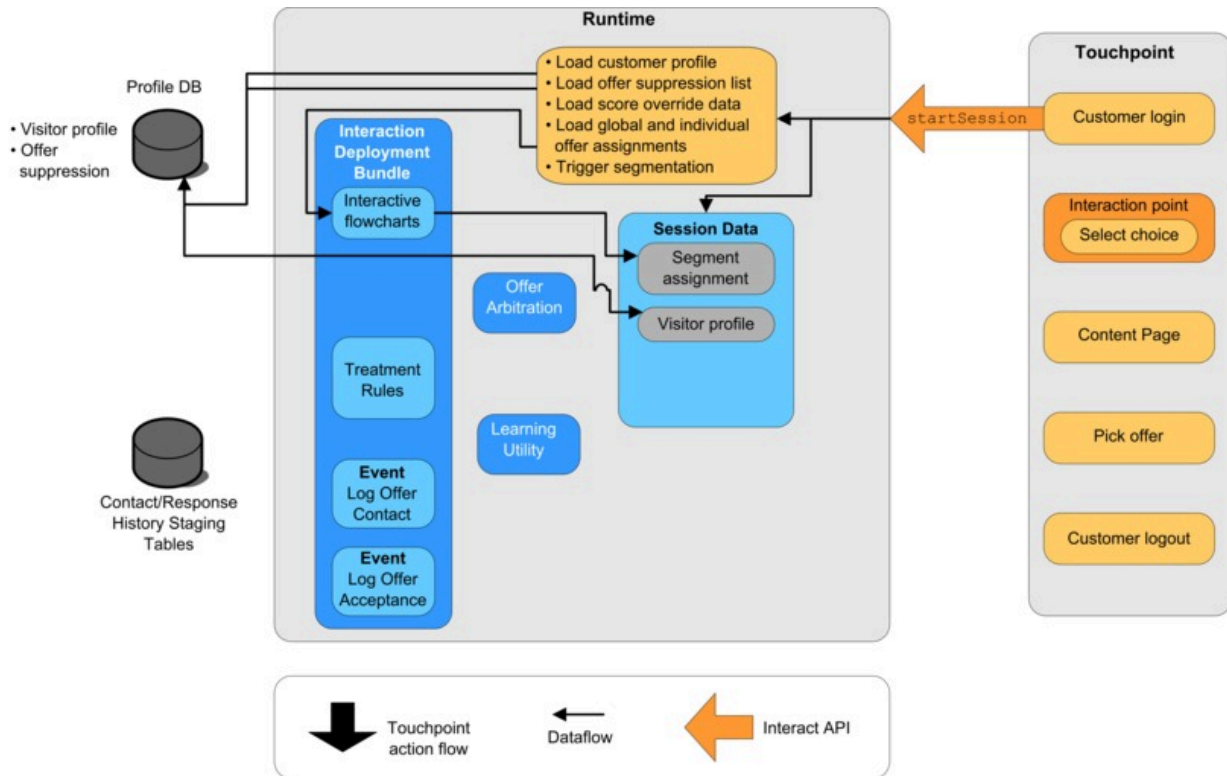 Runtime
Touchpoint
Profile DB
• Visitor profile
• Offer
suppression
• Load customer profile
• Load offer suppression list
• Load score override data
• Load global and individual
offer assignments
• Trigger segmentation
startSession
Customer login
Interaction
Deployment
Bundle
Interactive
flowcharts
Interaction point
Select choice
Session Data
Segment
assignment
Visitor profile
Offer
Arbitration
Content Page
Treatment
Rules
Learning
Utility
Pick offer
Event
Log Offer
Contact
Contact/Response
History Staging
Tables
Customer logout
Event
Log Offer
Acceptance
Touchpoint
action flow
Dataflow
Interact API